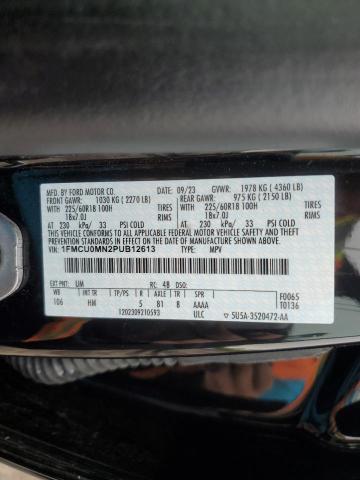 MFD. BY FORD MOTOR CO.
DATE: 09/23 GVWR: 1978 KG ( 4360 LB)
FRONT GAWR: 1030 KG ( 2270 LB) REAR GAWR: 975 KG ( 2150 LB)
WITH 225/60R18 100H WITH 225/60R18 100H
18x7.0J 18x7.0J
AT 230 kPa/ 33 PSI COLD AT 230 kPa/ 33 PSI COLD
THIS VEHICLE CONFORMS TO ALL APPLICABLE FEDERAL MOTOR VEHICLE SAFETY AND THEFT PREVENTION
STANDARDS IN EFFECT ON THE DATE OF MANUFACTURE SHOWN ABOVE.
VIN: 1FMCU0MN2PUB12613 TYPE: MPV
EXT PNT: UM RC: 48 DSO:
WB INT TR TP/PS R AXLE TR SPR F0065
106 HM 5 81 8 AAAA T0136
1202309210593 ULC 5U5A-3520472-AA